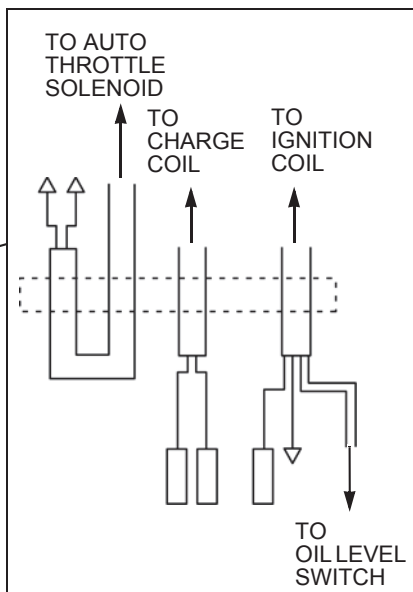 TO AUTO
THROTTLE
SOLENOID
TO
CHARGE
COIL
TO
IGNITION
COIL
TO
OIL LEVEL
SWITCH